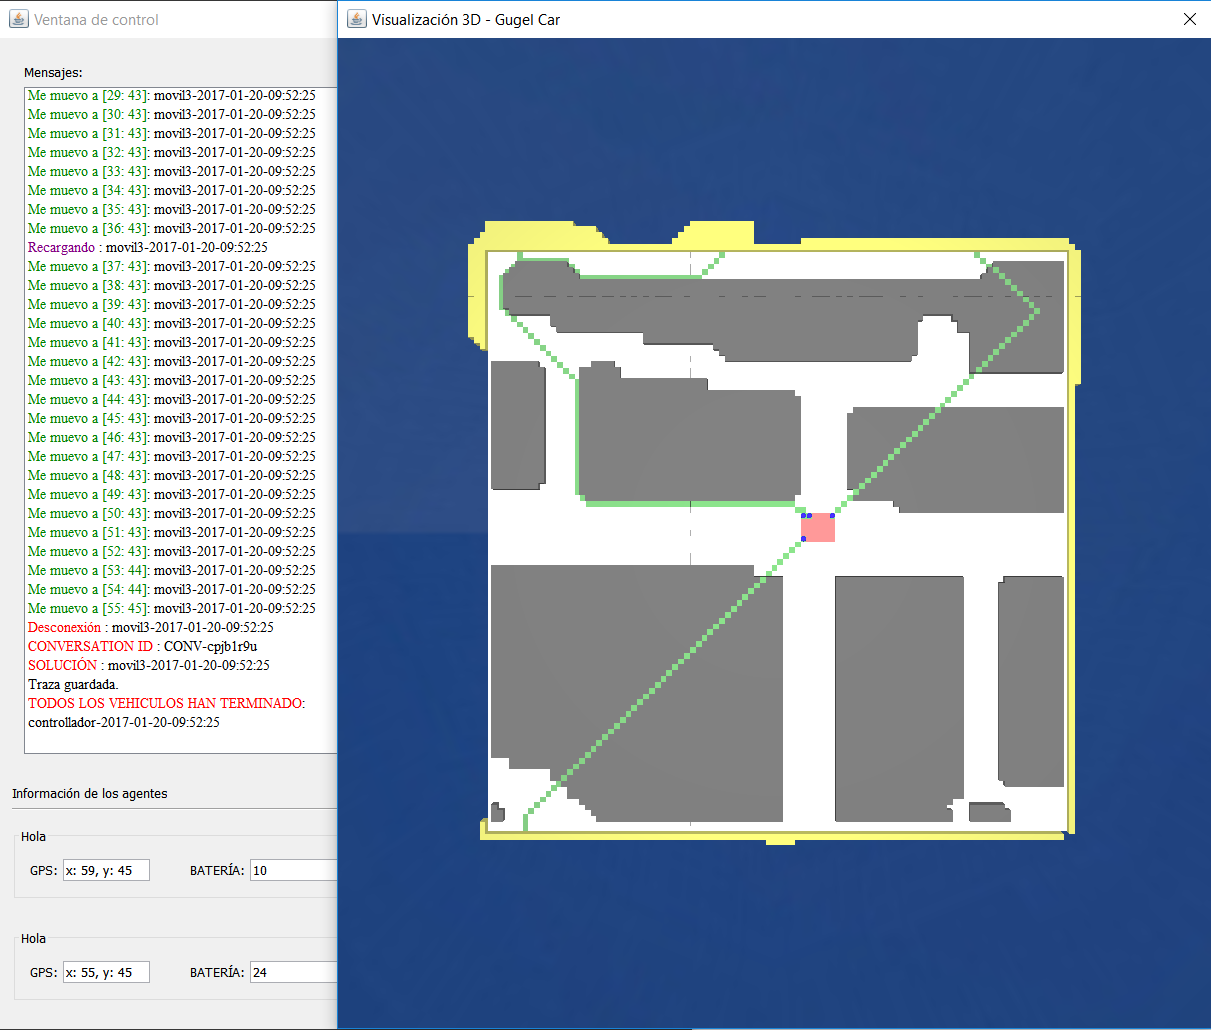 Ventana de control
Visualización 3D - Gugel Car
Mensajes:
Me muevo a [29: 43]: movil3-2017-01-20-09:52:25
Me muevo a [30: 43]: movil3-2017-01-20-09:52:25
Me muevo a [31: 43]: movil3-2017-01-20-09:52:25
Me muevo a [32: 43]: movil3-2017-01-20-09:52:25
Me muevo a [33: 43]: movil3-2017-01-20-09:52:25
Me muevo a [34: 43]: movil3-2017-01-20-09:52:25
Me muevo a [35: 43]: movil3-2017-01-20-09:52:25
Me muevo a [36: 43]: movil3-2017-01-20-09:52:25
Recargando : movil3-2017-01-20-09:52:25
Me muevo a [37: 43]: movil3-2017-01-20-09:52:25
Me muevo a [38: 43]: movil3-2017-01-20-09:52:25
Me muevo a [39: 43]: movil3-2017-01-20-09:52:25
Me muevo a [40: 43]: movil3-2017-01-20-09:52:25
Me muevo a [41: 43]: movil3-2017-01-20-09:52:25
Me muevo a [42: 43]: movil3-2017-01-20-09:52:25
Me muevo a [43: 43]: movil3-2017-01-20-09:52:25
Me muevo a [44: 43]: movil3-2017-01-20-09:52:25
Me muevo a [45: 43]: movil3-2017-01-20-09:52:25
Me muevo a [46: 43]: movil3-2017-01-20-09:52:25
Me muevo a [47: 43]: movil3-2017-01-20-09:52:25
Me muevo a [48: 43]: movil3-2017-01-20-09:52:25
Me muevo a [49: 43]: movil3-2017-01-20-09:52:25
Me muevo a [50: 43]: movil3-2017-01-20-09:52:25
Me muevo a [51: 43]: movil3-2017-01-20-09:52:25
Me muevo a [52: 43]: movil3-2017-01-20-09:52:25
Me muevo a [53: 44]: movil3-2017-01-20-09:52:25
Me muevo a [54: 44]: movil3-2017-01-20-09:52:25
Me muevo a [55: 45]: movil3-2017-01-20-09:52:25
Desconexión : movil3-2017-01-20-09:52:25
CONVERSATION ID : CONV-cpjb1r9u
SOLUCIÓN : movil3-2017-01-20-09:52:25
Traza guardada.
TODOS LOS VEHICULOS HAN TERMINADO:
controllador-2017-01-20-09:52:25
Información de los agentes
Hola
GPS: x: 59, y: 45 BATERÍA: 10
Hola
GPS: x: 55, y: 45 BATERÍA: 24